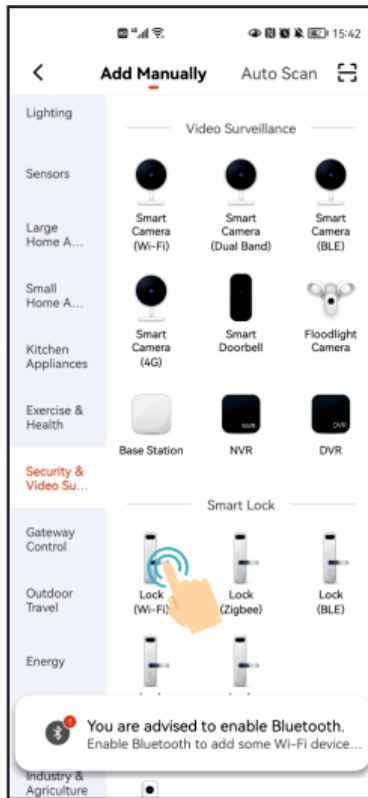 15:42
Add Manually
Auto Scan
Lighting
Sensors
Large
Home A...
Small
Home A...
Kitchen
Appliances
Exercise &
Health
Security &
Video Su...
Gateway
Control
Outdoor
Travel
Energy
Industry &
Agriculture
Video Surveillance
Smart
Camera
(Wi-Fi)
Smart
Camera
(Dual Band)
Smart
Camera
(BLE)
Smart
Camera
(4G)
Smart
Doorbell
Floodlight
Camera
Base Station
NVR
NVR
DVR
DVR
Smart Lock
Lock
(Wi-Fi)
Lock
(Zigbee)
Lock
(BLE)
You are advised to enable Bluetooth.
Enable Bluetooth to add some Wi-Fi device...